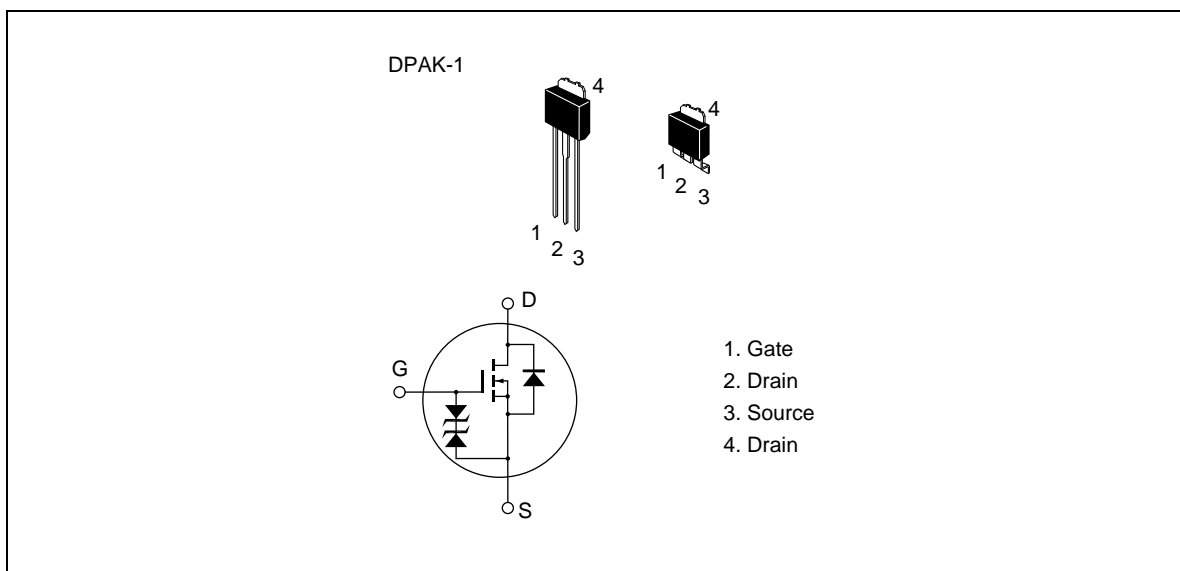 DPAK-1
4
4
1
2
3
1
2
3
D
G
S
1. Gate
2. Drain
3. Source
4. Drain